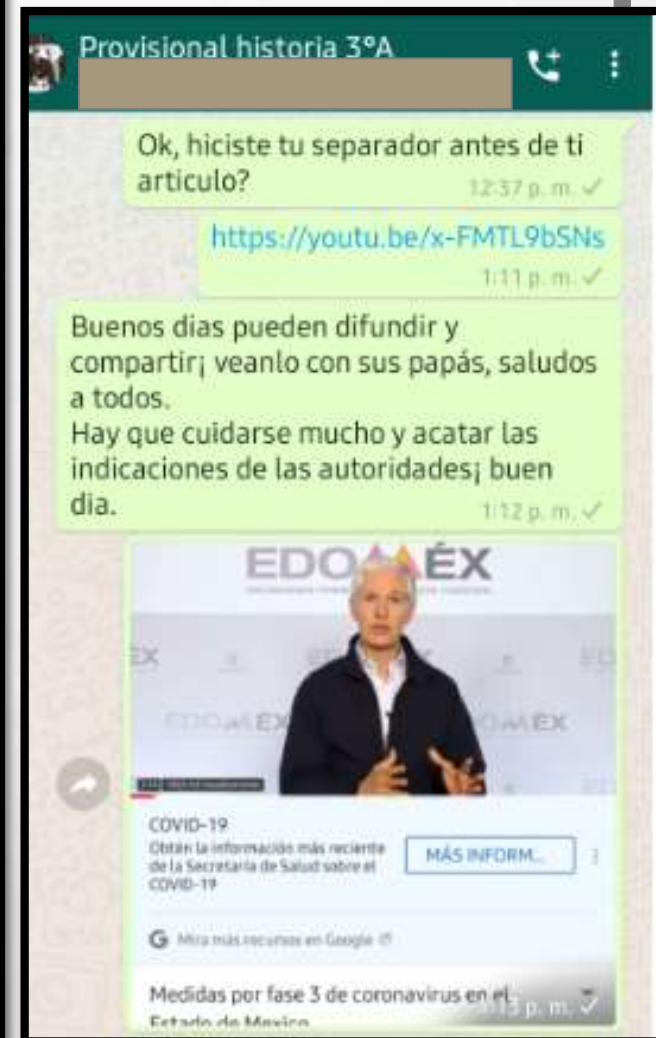 Provisional historia 3°A
Ok, hiciste tu separador antes de ti
articulo?
12:37 p. m.
https://youtu.be/x-FMTL9bSNs
1:11 p. m.
Buenos dias pueden difundir y
compartir¡ veanlo con sus papás, saludos
a todos.
Hay que cuidarse mucho y acatar las
indicaciones de las autoridades¡ buen
dia.
1:12 p. m.
EDOMÉX
EDOMÉX
COVID-19
Obtén la información más reciente
de la Secretaría de Salud sobre el
COVID-19
MÁS INFORM...
Mira más recursos en Google
Medidas por fase 3 de coronavirus en el
Estado de Mexico
1:13 p. m.